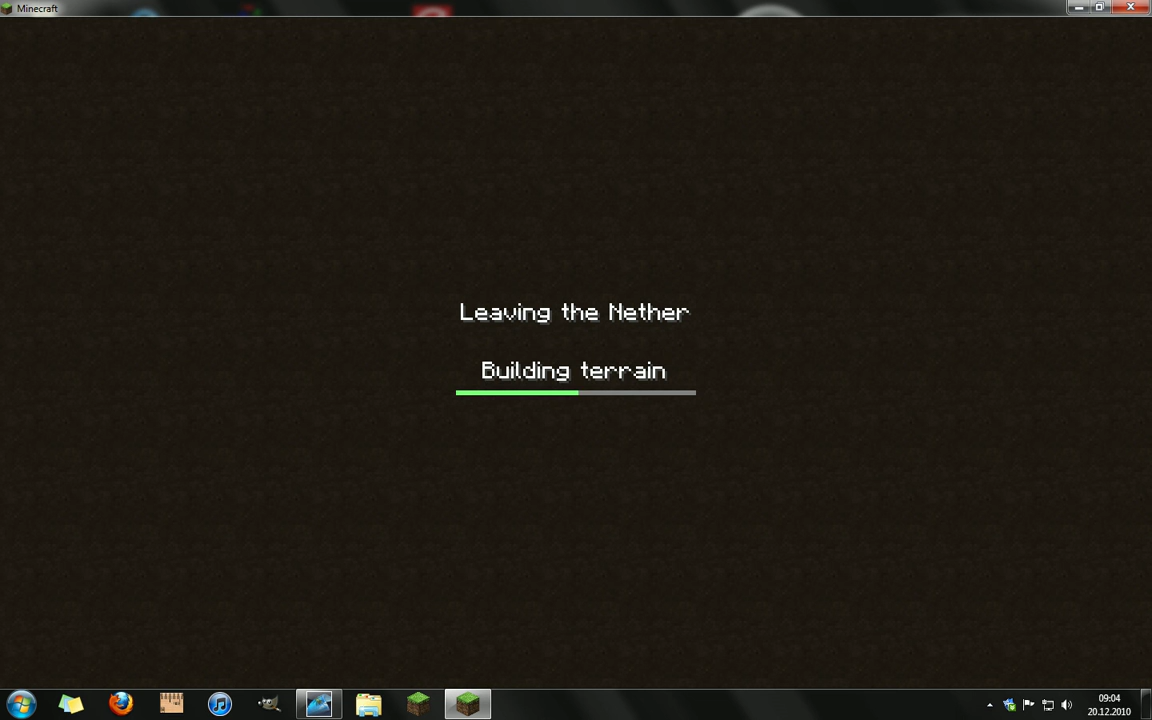 Minecraft
Leaving the Nether
Building terrain
09:04
20.12.2010